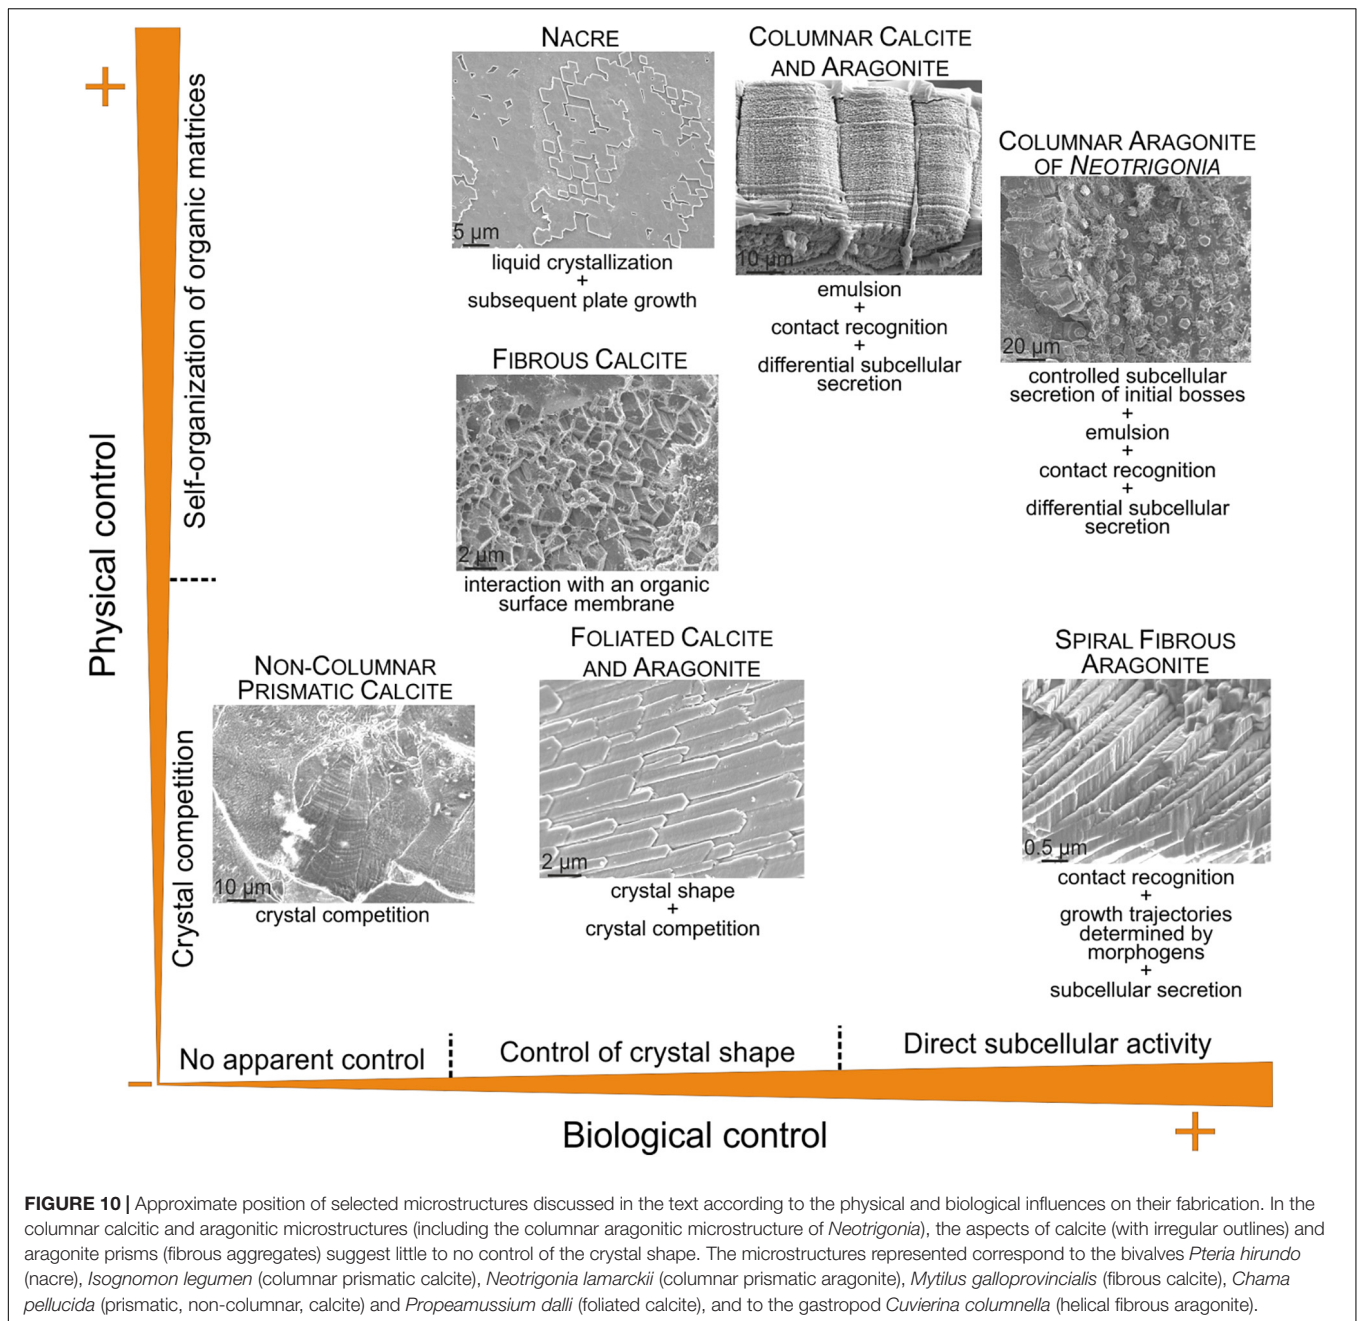 +
Physical control
Self-organization of organic matrices
Crystal competition
−
NACRE
5 µm
liquid crystallization
+
subsequent plate growth
COLUMNAR CALCITE
AND ARAGONITE
10 µm
emulsion
+
contact recognition
+
differential subcellular
secretion
COLUMNAR ARAGONITE
OF NEOTRIGONIA
20 µm
controlled subcellular
secretion of initial bosses
+
emulsion
+
contact recognition
+
differential subcellular
secretion
FIBROUS CALCITE
2 µm
interaction with an organic
surface membrane
NON-COLUMNAR
PRISMATIC CALCITE
10 µm
crystal competition
FOLIATED CALCITE
AND ARAGONITE
2 µm
crystal shape
+
crystal competition
SPIRAL FIBROUS
ARAGONITE
0.5 µm
contact recognition
+
growth trajectories
determined by
morphogens
+
subcellular secretion
No apparent control
Control of crystal shape
Direct subcellular activity
Biological control
+
FIGURE 10 | Approximate position of selected microstructures discussed in the text according to the physical and biological influences on their fabrication. In the
columnar calcitic and aragonitic microstructures (including the columnar aragonitic microstructure of Neotrigonia), the aspects of calcite (with irregular outlines) and
aragonite prisms (fibrous aggregates) suggest little to no control of the crystal shape. The microstructures represented correspond to the bivalves Pteria hirundo
(nacre), Isognomon legumen (columnar prismatic calcite), Neotrigonia lamarckii (columnar prismatic aragonite), Mytilus galloprovincialis (fibrous calcite), Chama
pellucida (prismatic, non-columnar, calcite) and Propeamussium dalli (foliated calcite), and to the gastropod Cuvierina columnella (helical fibrous aragonite).